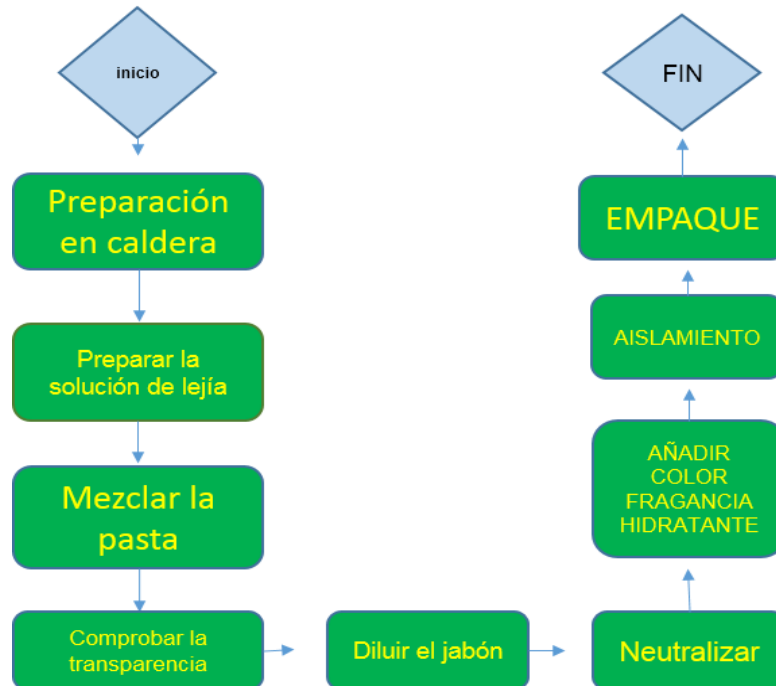 inicio
Preparación
en caldera
Preparar la
solución de lejía
Mezclar la
pasta
Comprobar la
transparencia
Diluir el jabón
Neutralizar
AÑADIR
COLOR
FRAGANCIA
HIDRATANTE
AISLAMIENTO
EMPAQUE
FIN